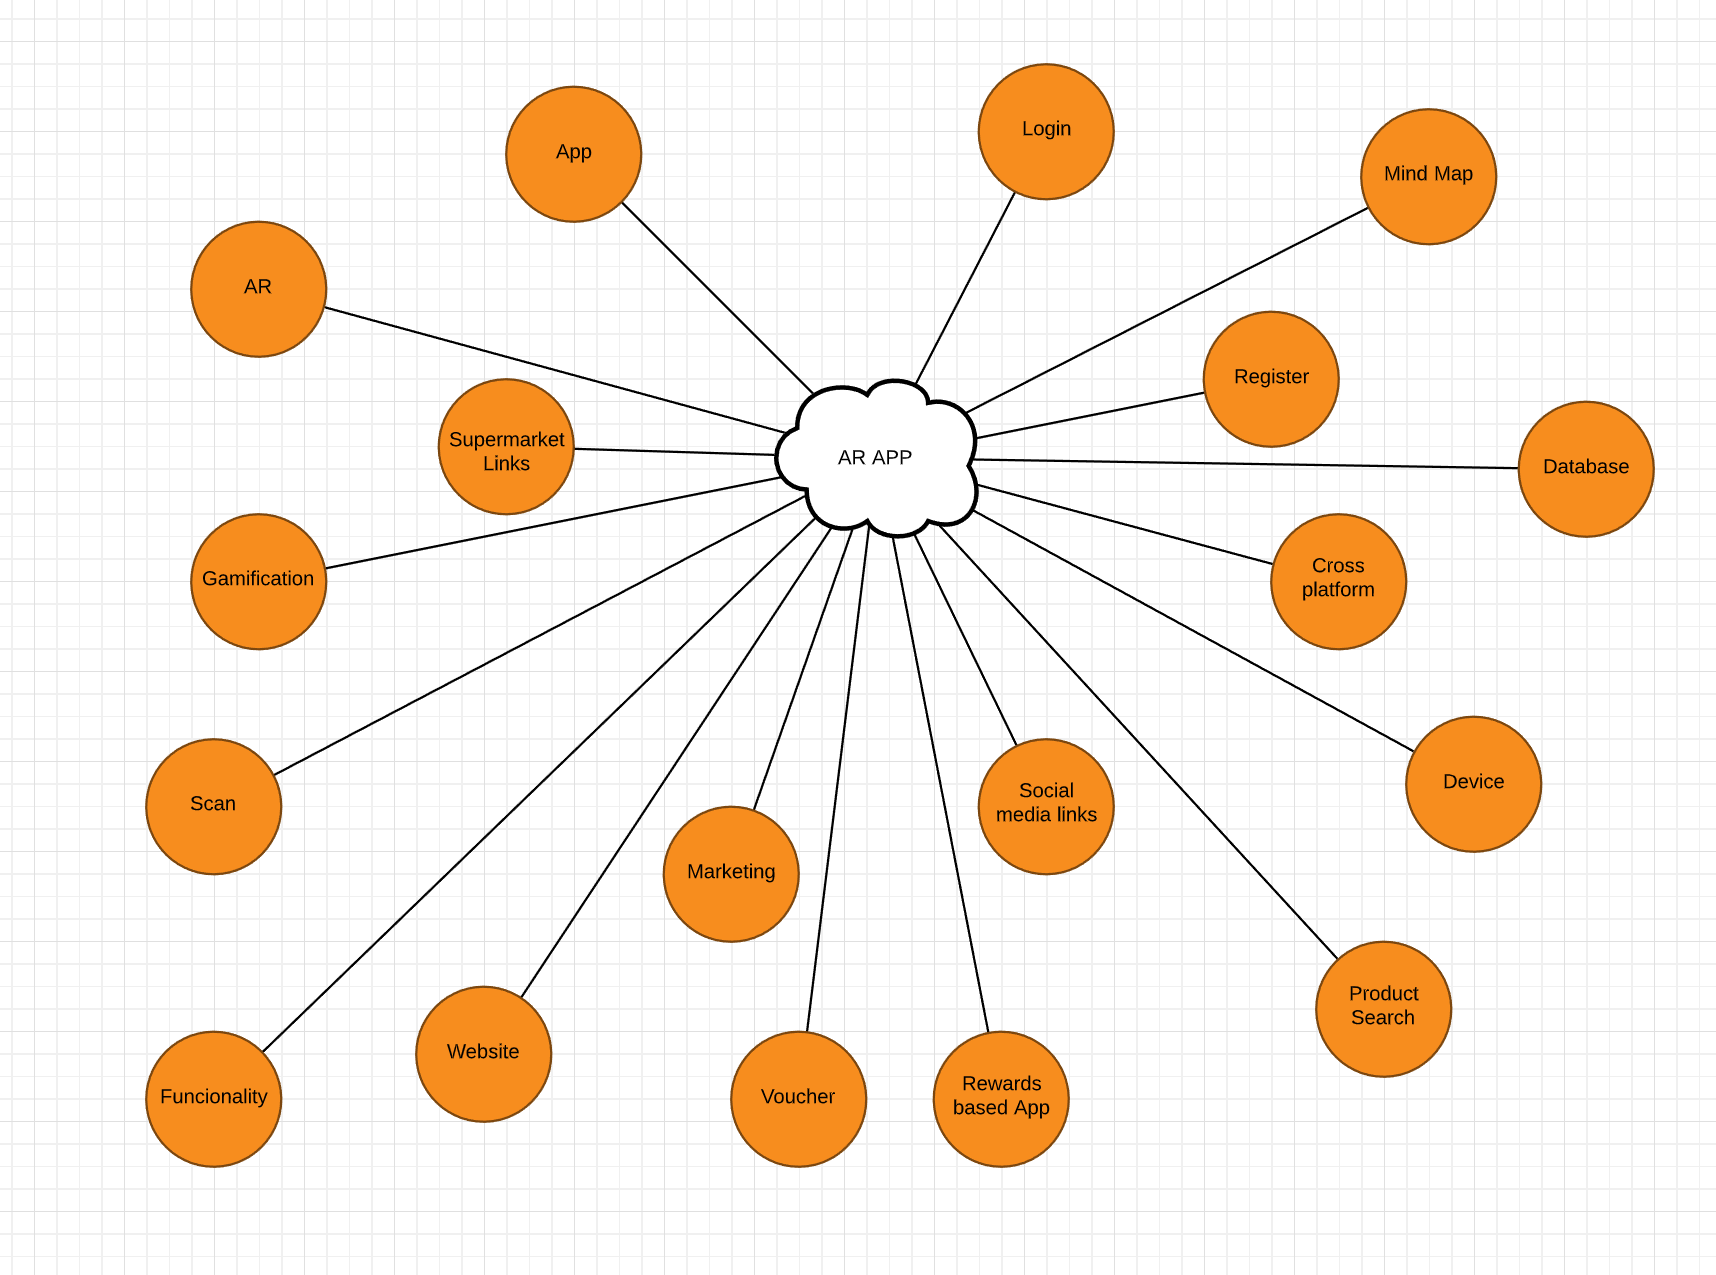 Login
App
Mind Map
AR
Register
Supermarket
Links
AR APP
Database
Gamification
Cross
platform
Scan
Social
media links
Device
Marketing
Product
Search
Website
Funcionality
Voucher
Rewards
based App